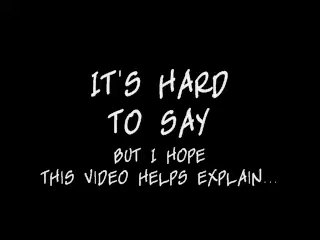 IT'S HARD
TO SAY
BUT I HOPE
THIS VIDEO HELPS EXPLAIN...